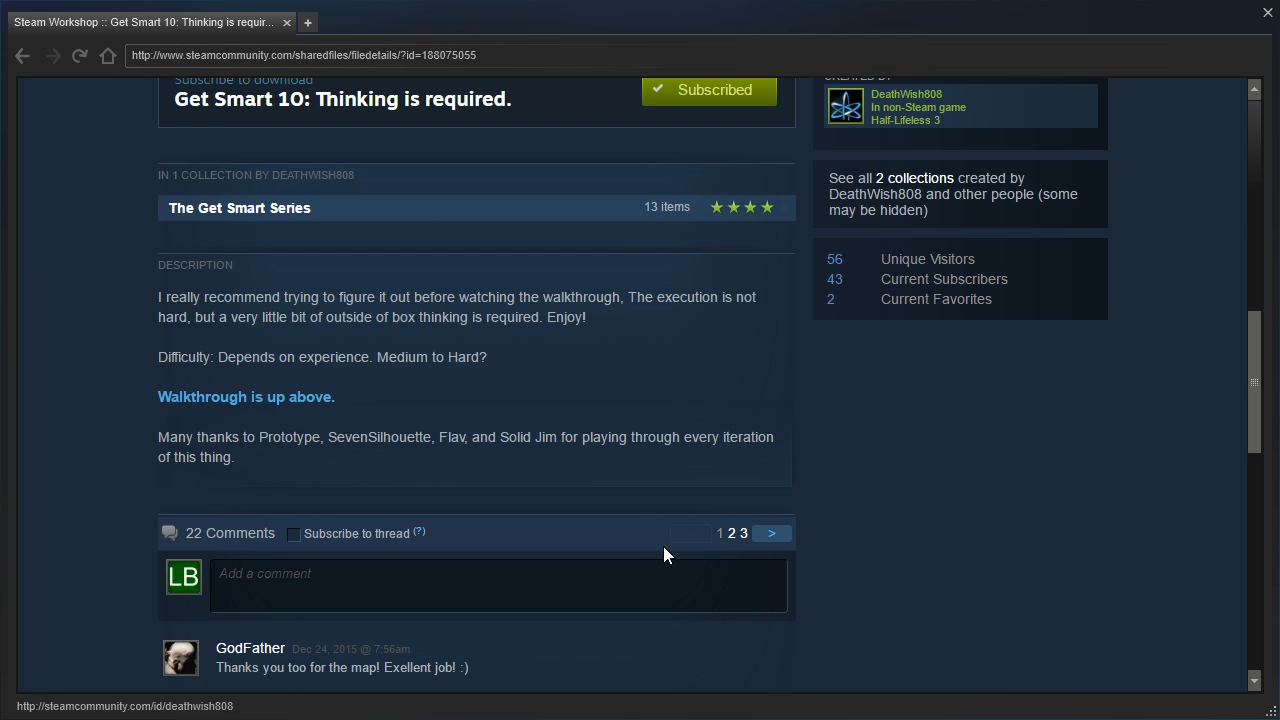 Steam Workshop :: Get Smart 10: Thinking is requir...
http://www.steamcommunity.com/sharedfiles/filedetails/?id=188075055
Subscribe to download
Get Smart 10: Thinking is required.
Subscribed
IN 1 COLLECTION BY DEATHWISH808
The Get Smart Series
13 items
DESCRIPTION
I really recommend trying to figure it out before watching the walkthrough, The execution is not
hard, but a very little bit of outside of box thinking is required. Enjoy!
Difficulty: Depends on experience. Medium to Hard?
Walkthrough is up above.
Many thanks to Prototype, SevenSilhouette, Flav, and Solid Jim for playing through every iteration
of this thing.
22 Comments
Subscribe to thread (?)
1 2 3 >
LB
Add a comment
GodFather Dec 24, 2015 @ 7:56am
Thanks you too for the map! Exellent job! :)
CREATED BY
DeathWish808
In non-Steam game
Half-Lifeless 3
See all 2 collections created by
DeathWish808 and other people (some
may be hidden)
56 Unique Visitors
43 Current Subscribers
2 Current Favorites
http://steamcommunity.com/id/deathwish808